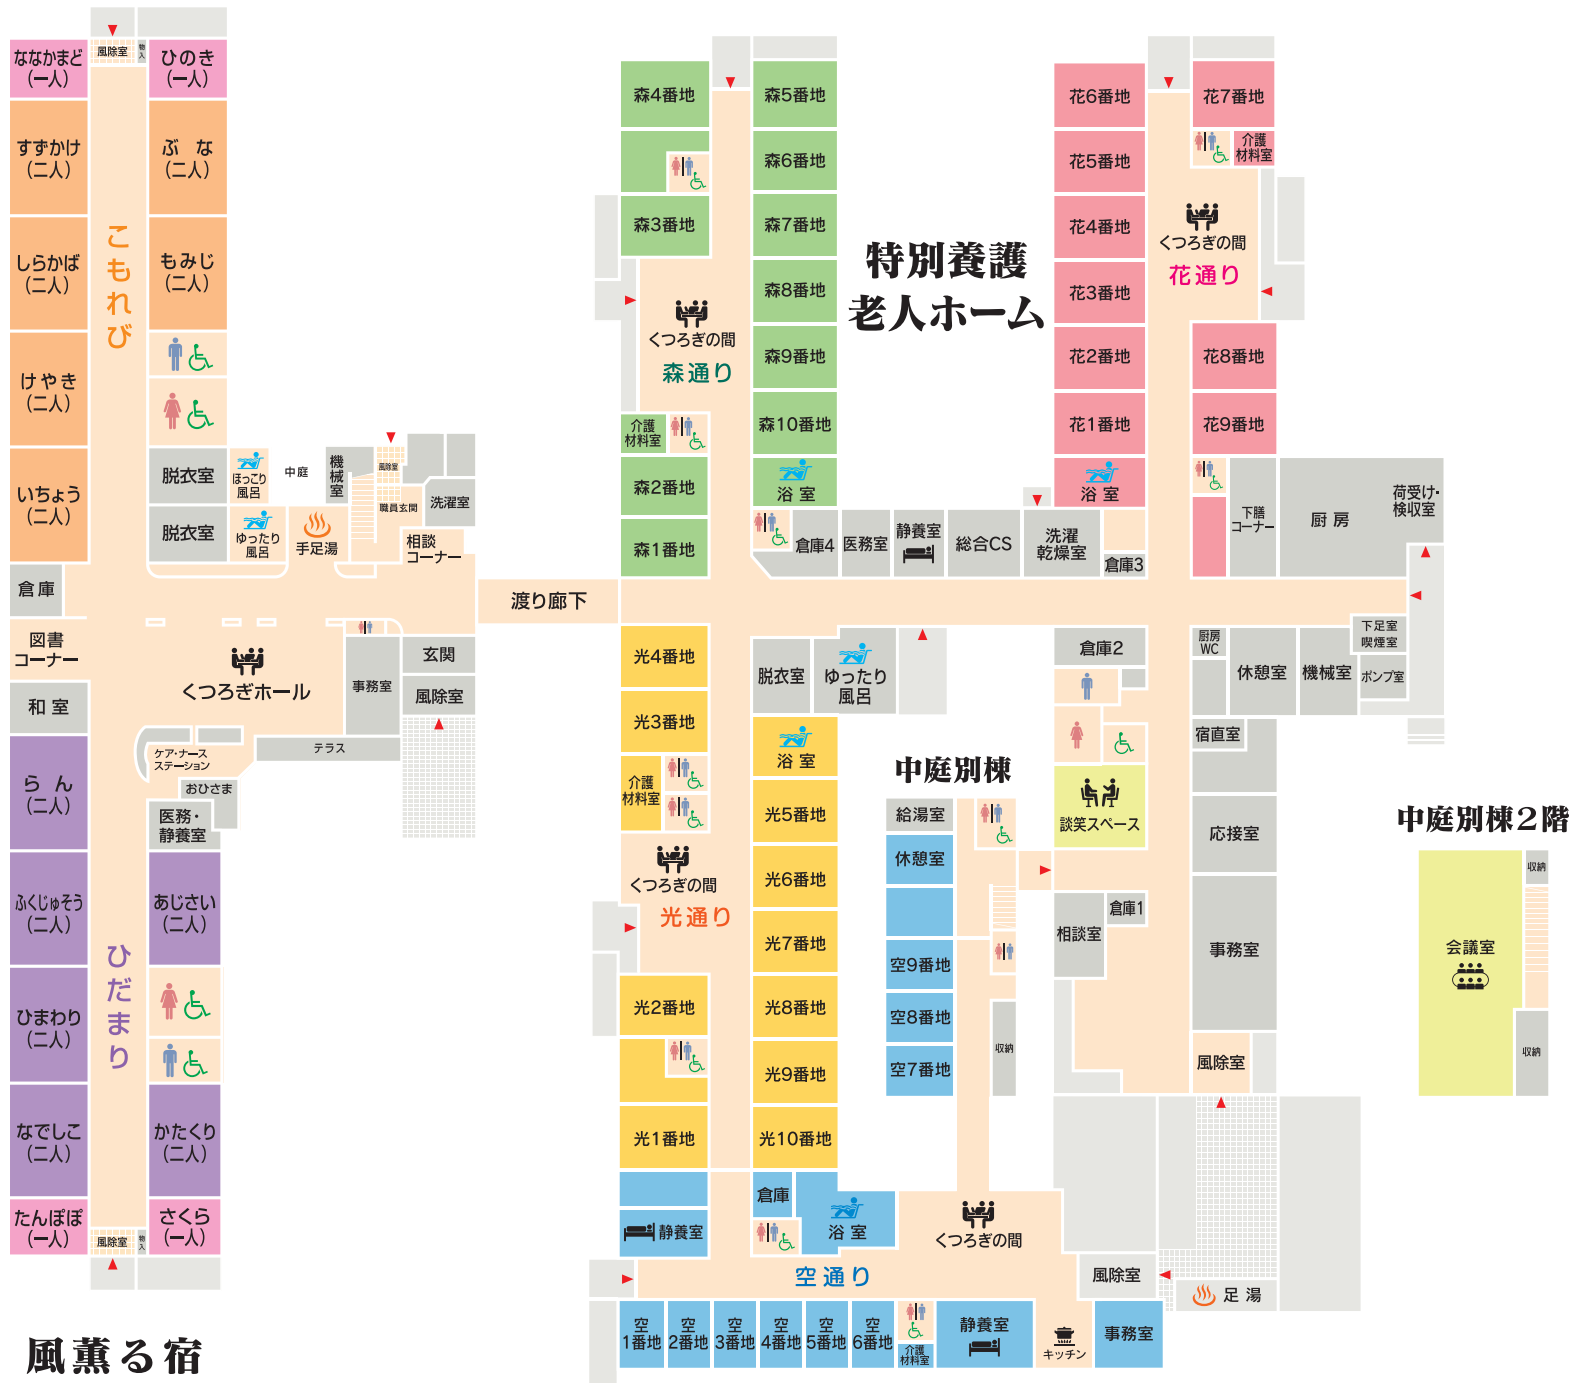 ななかまど
(一人)
風除室
物
入
ひのき
(一人)
すずかけ
(二人)
ぶ な
(二人)
しらかば
(二人)
こもれび
もみじ
(二人)
けやき
(二人)
いちょう
(二人)
脱衣室
ほっこり
風呂
中庭
機
械
室
風除室
洗濯室
職員玄関
脱衣室
ゆったり
風呂
手足湯
相談
コーナー
倉庫
図書
コーナー
くつろぎホール
事務室
玄関
風除室
和室
ケア・ナース
ステーション
テラス
おひさま
医務・
静養室
らん
(二人)
ふくじゅそう
(二人)
あじさい
(二人)
ひだまり
ひまわり
(二人)
なでしこ
(二人)
かたくり
(二人)
たんぽぽ
(一人)
風除室
物
入
さくら
(一人)
風薫る宿
渡り廊下
特別養護
老人ホーム
森4番地
森5番地
森6番地
森3番地
森7番地
森8番地
くつろぎの間
森通り
森9番地
介護
材料室
森10番地
森2番地
浴室
森1番地
倉庫4
医務室
静養室
総合CS
洗濯
乾燥室
倉庫3
花6番地
花7番地
花5番地
介護
材料室
花4番地
くつろぎの間
花通り
花3番地
花2番地
花8番地
花1番地
花9番地
浴室
下膳
コーナー
厨房
荷受け・
検収室
光4番地
脱衣室
ゆったり
風呂
倉庫2
厨房
WC
休憩室
機械室
下足室
喫煙室
ポンプ室
光3番地
浴室
宿直室
介護
材料室
光5番地
中庭別棟
給湯室
休憩室
談笑スペース
応接室
光6番地
くつろぎの間
光通り
光7番地
空9番地
相談室
倉庫1
事務室
光2番地
光8番地
空8番地
収納
光9番地
空7番地
風除室
光1番地
光10番地
中庭別棟2階
収納
会議室
収納
倉庫
静養室
浴室
くつろぎの間
空通り
風除室
足湯
空
1番地
空
2番地
空
3番地
空
4番地
空
5番地
空
6番地
介護
材料室
静養室
キッチン
事務室